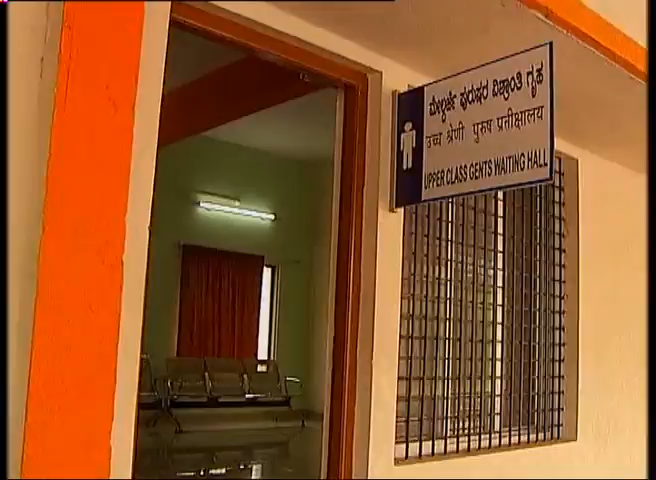 ಮೇಲ್ದರ್ಜೆ ಪುರುಷರ ವಿಶ್ರಾಂತಿ ಗೃಹ
उच्च श्रेणी पुरुष प्रतीक्षालय
UPPER CLASS GENTS WAITING HALL